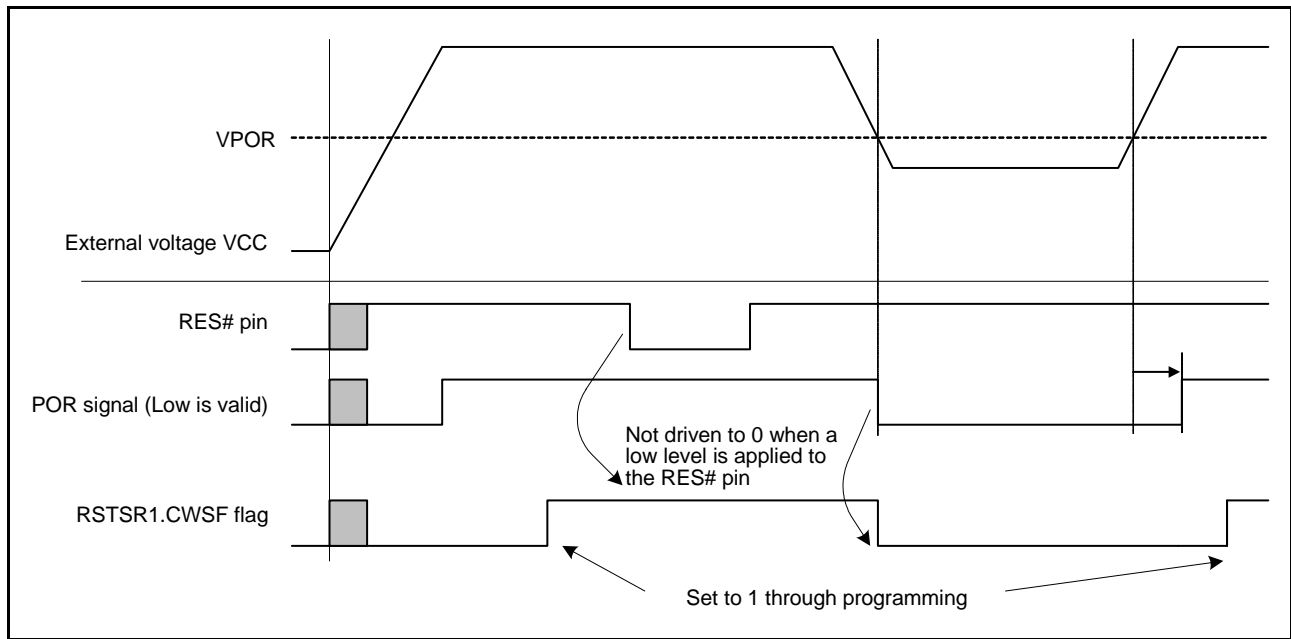 VPOR
External voltage VCC
RES# pin
POR signal (Low is valid)
Not driven to 0 when a
low level is applied to
the RES# pin
RSTSR1.CWSF flag
Set to 1 through programming